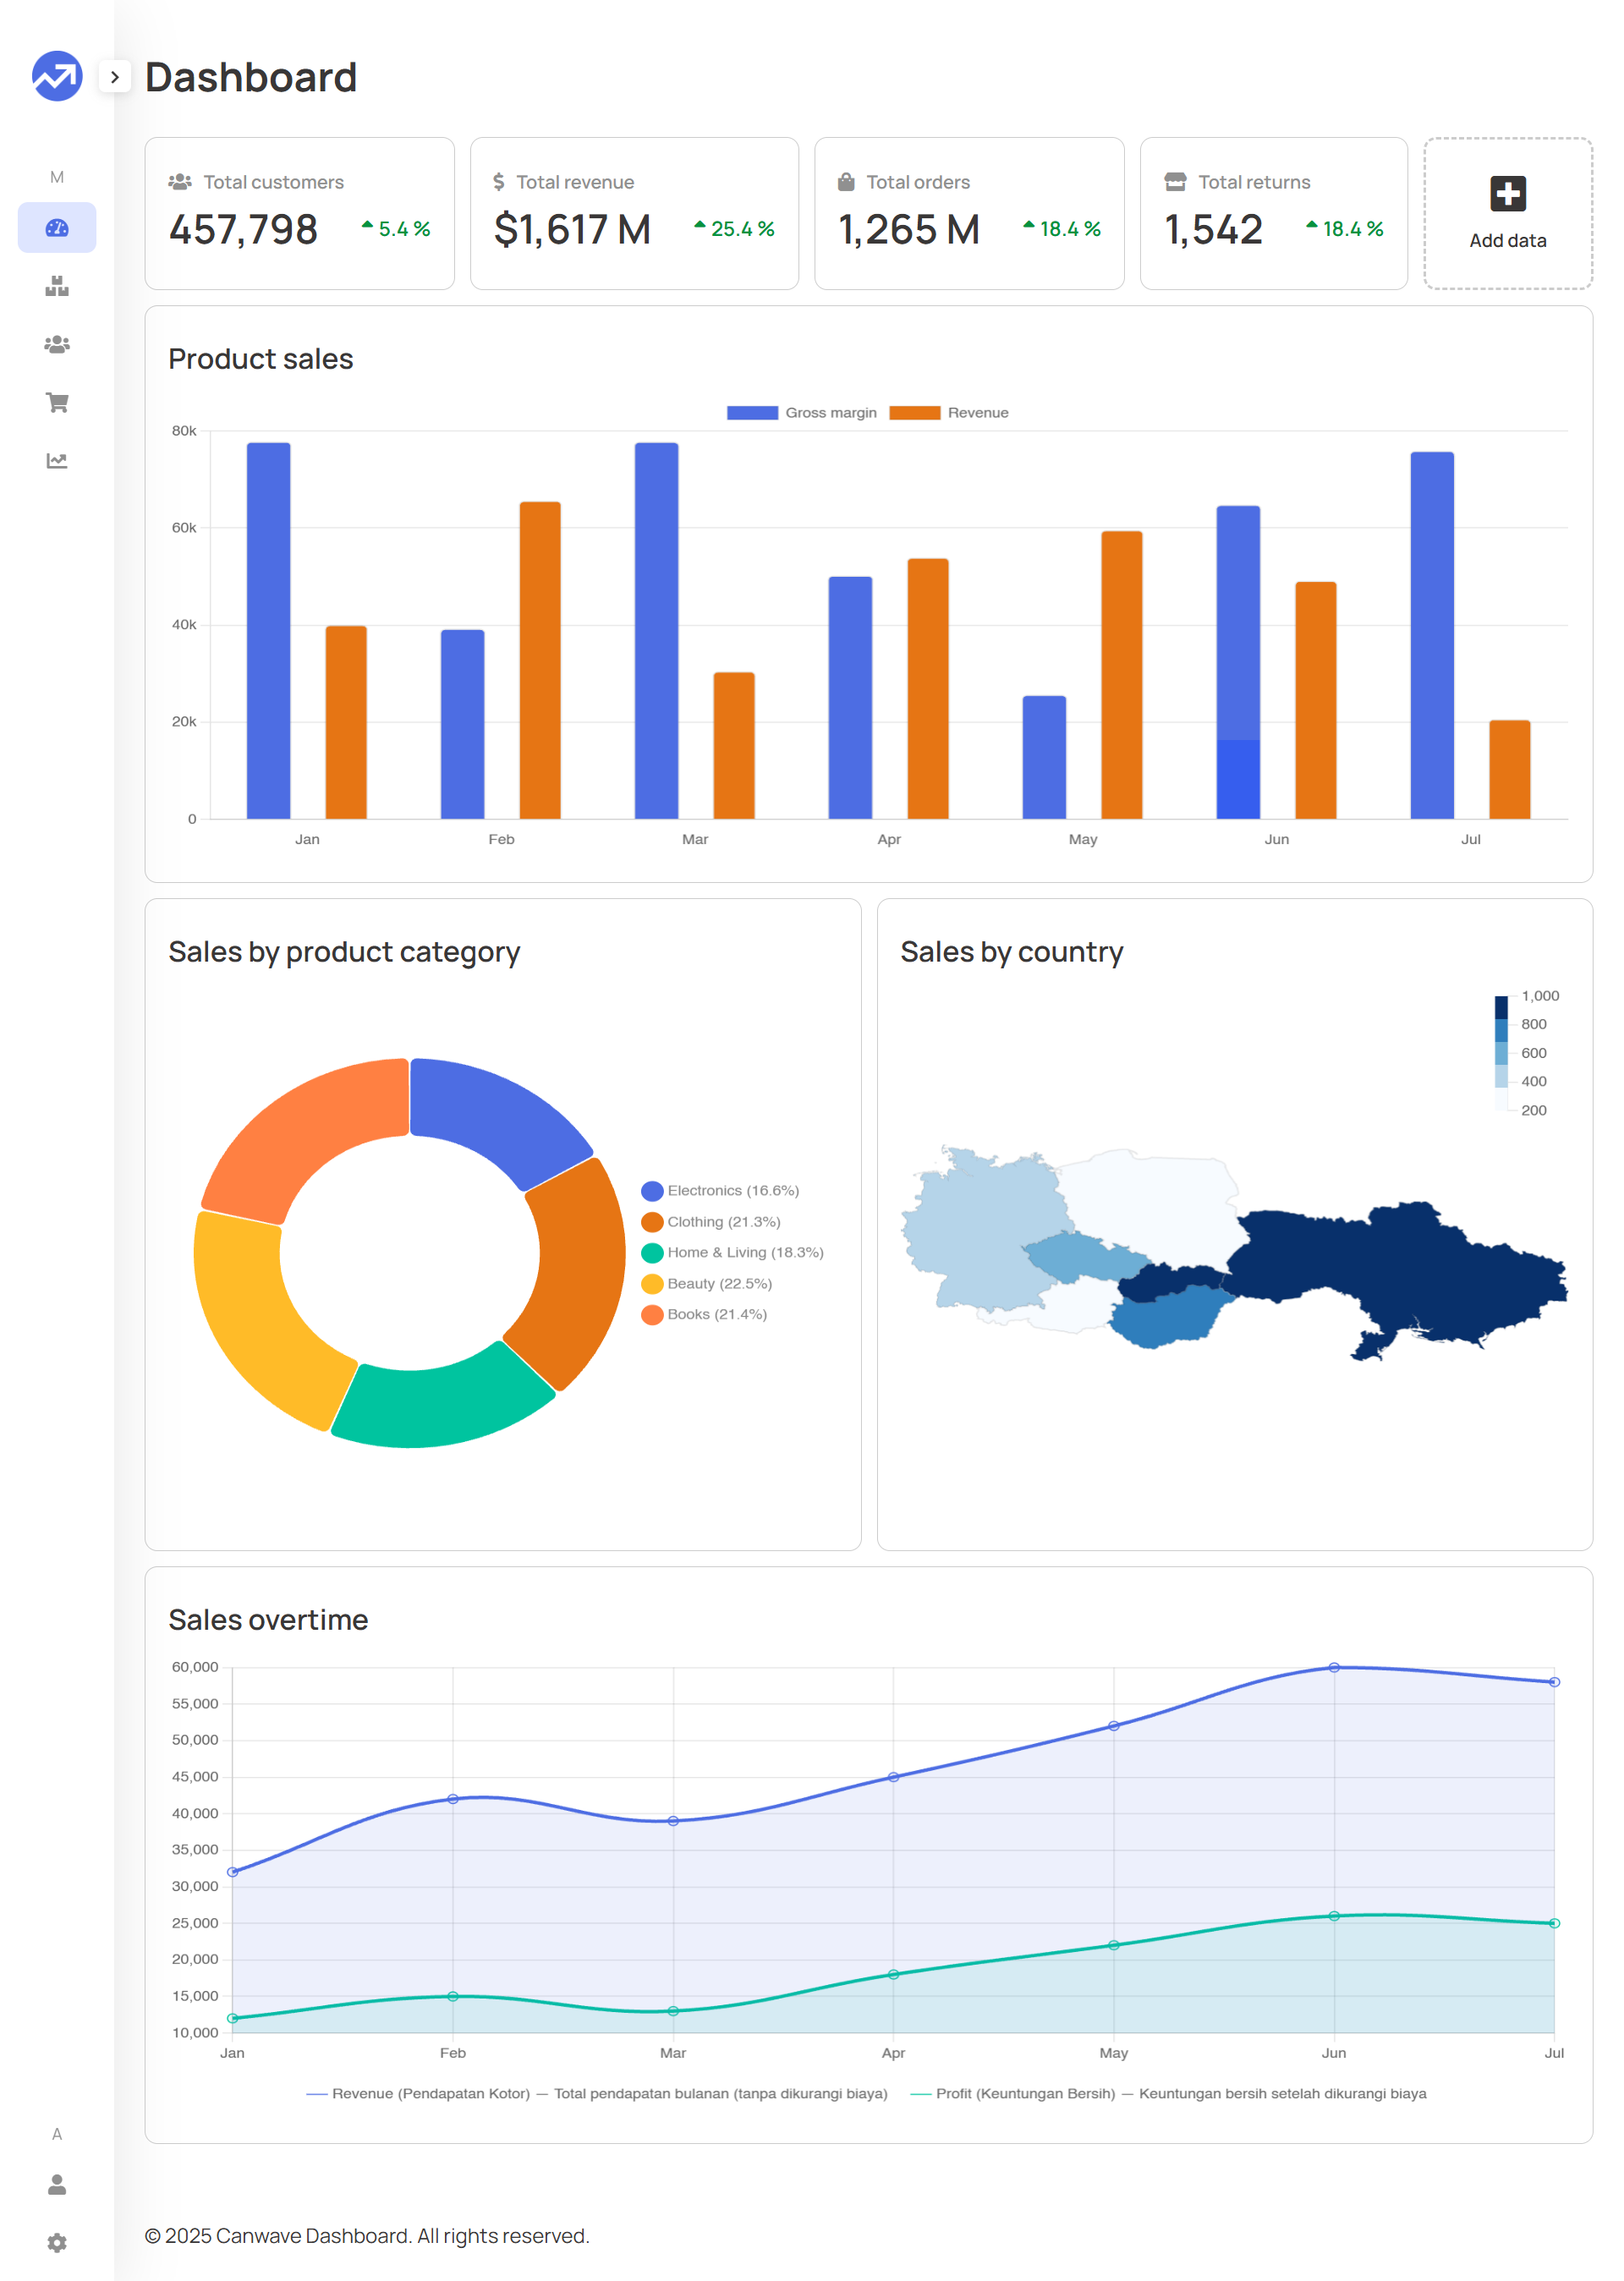 Dashboard
M
Total customers
457,798 5.4 %
Total revenue
$1,617 M 25.4 %
Total orders
1,265 M 18.4 %
Total returns
1,542 18.4 %
Add data
Product sales
Gross margin Revenue
80k
60k
40k
20k
0
Jan Feb Mar Apr May Jun Jul
Sales by product category
Electronics (16.6%)
Clothing (21.3%)
Home & Living (18.3%)
Beauty (22.5%)
Books (21.4%)
Sales by country
1,000
800
600
400
200
Sales overtime
60,000
55,000
50,000
45,000
40,000
35,000
30,000
25,000
20,000
15,000
10,000
Jan Feb Mar Apr May Jun Jul
Revenue (Pendapatan Kotor) — Total pendapatan bulanan (tanpa dikurangi biaya) Profit (Keuntungan Bersih) — Keuntungan bersih setelah dikurangi biaya
A
© 2025 Canwave Dashboard. All rights reserved.